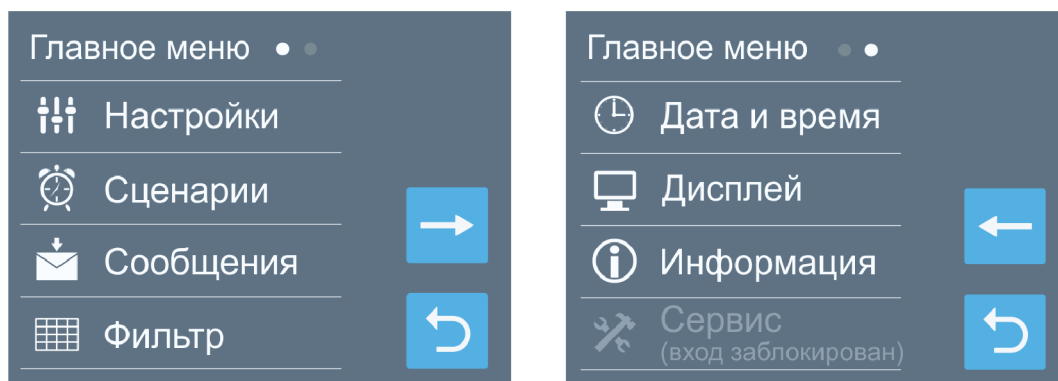 Главное меню
Настройки
Сценарии
Сообщения
Фильтр
Главное меню
Дата и время
Дисплей
Информация
Сервис
(вход заблокирован)